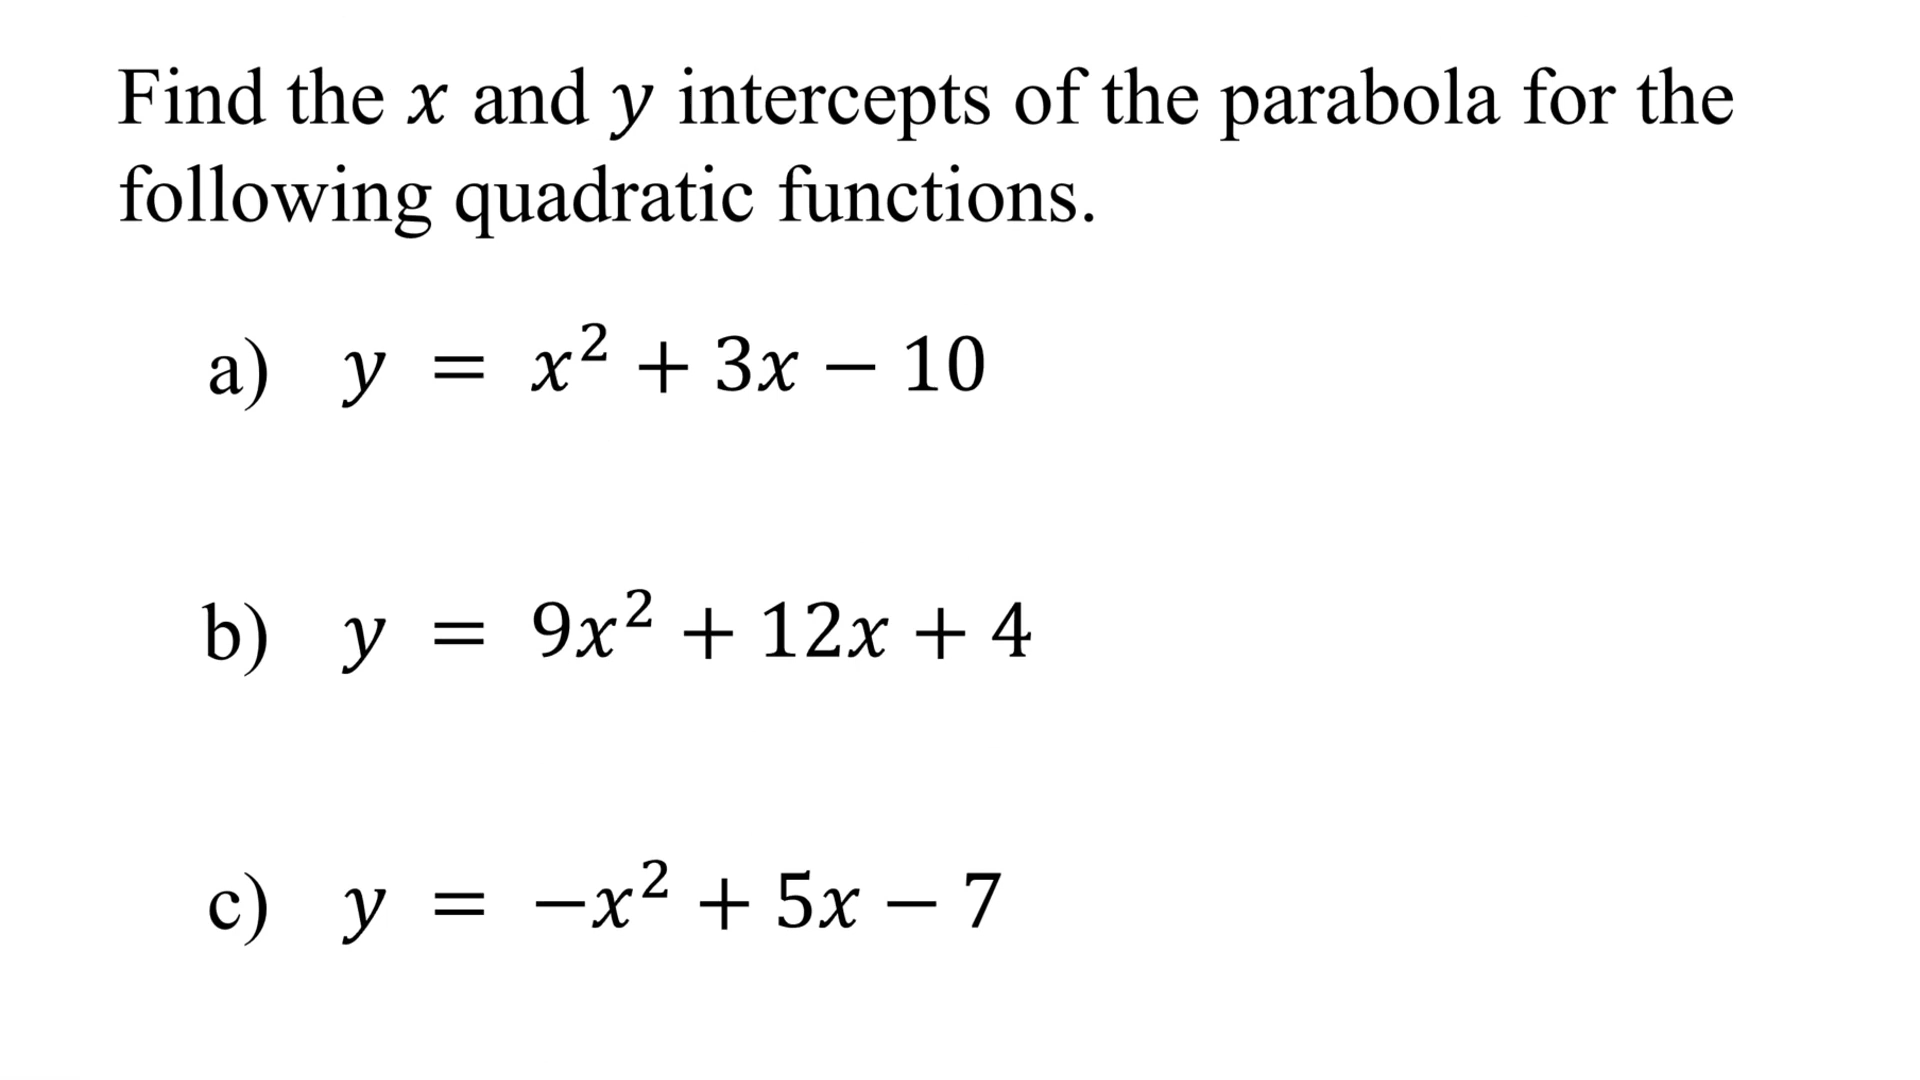 Find the x and y intercepts of the parabola for the
following quadratic functions.
a) y = x² + 3x − 10
b) y = 9x² + 12x + 4
c) y = −x² + 5x − 7